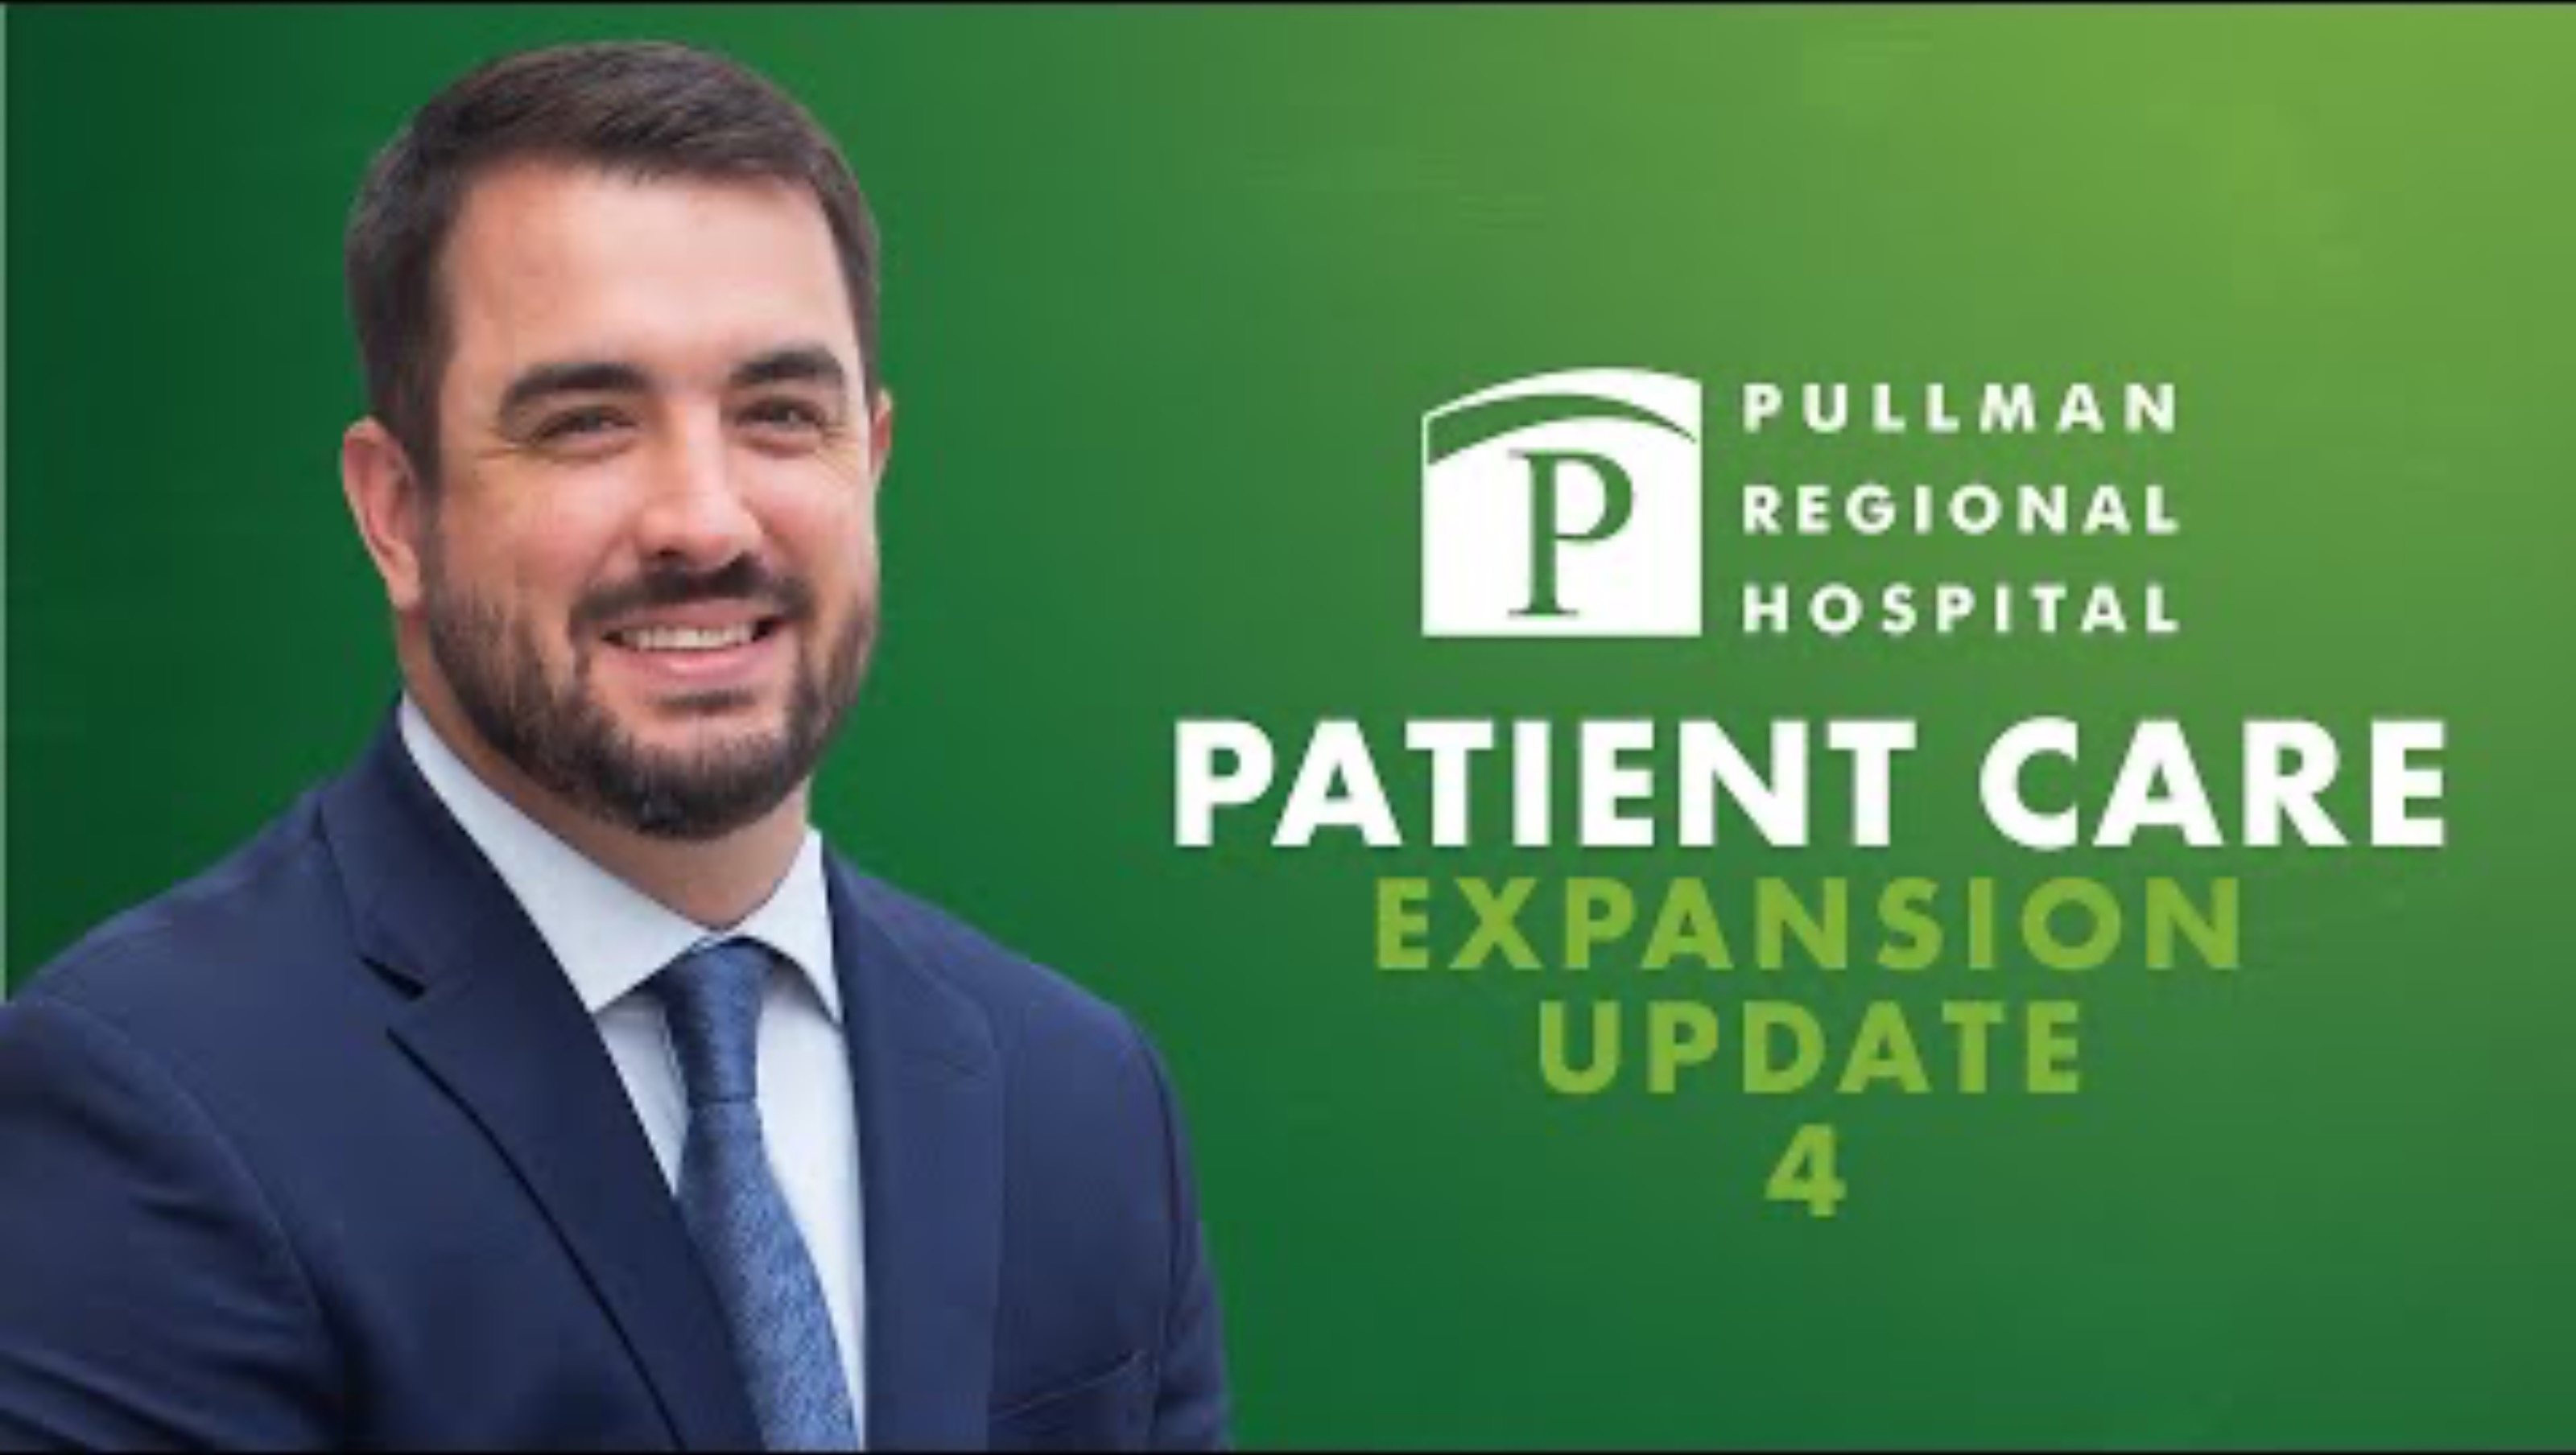 P
PULLMAN
REGIONAL
HOSPITAL
PATIENT CARE
EXPANSION
UPDATE
4